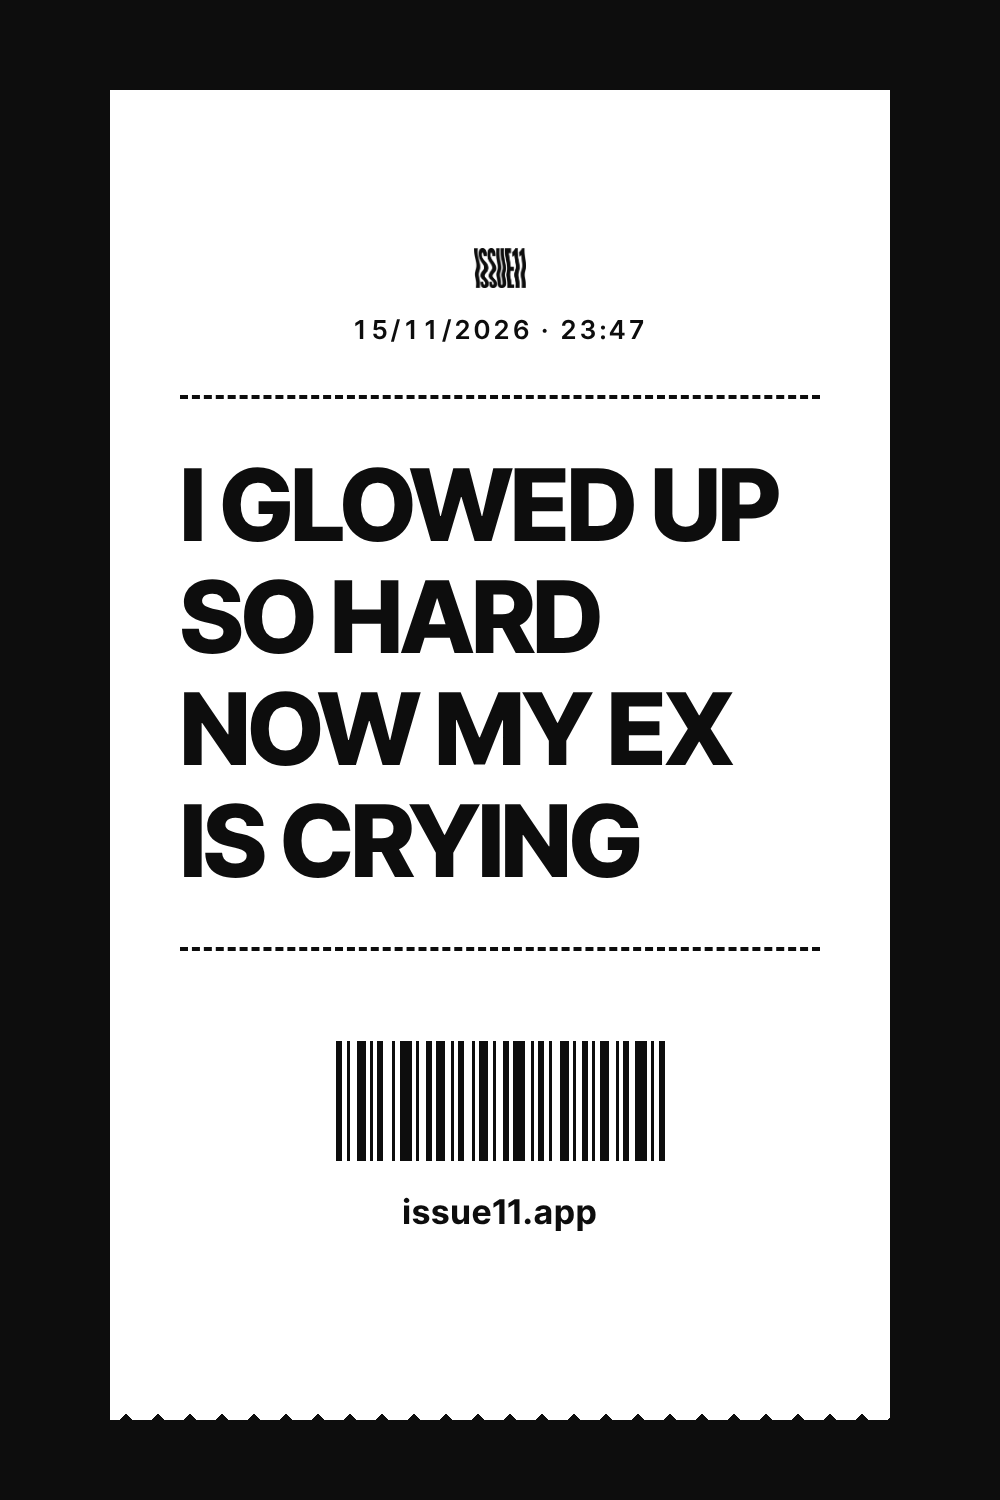 ISSUE11
15/11/2026 · 23:47
I GLOWED UP
SO HARD
NOW MY EX
IS CRYING
issue11.app